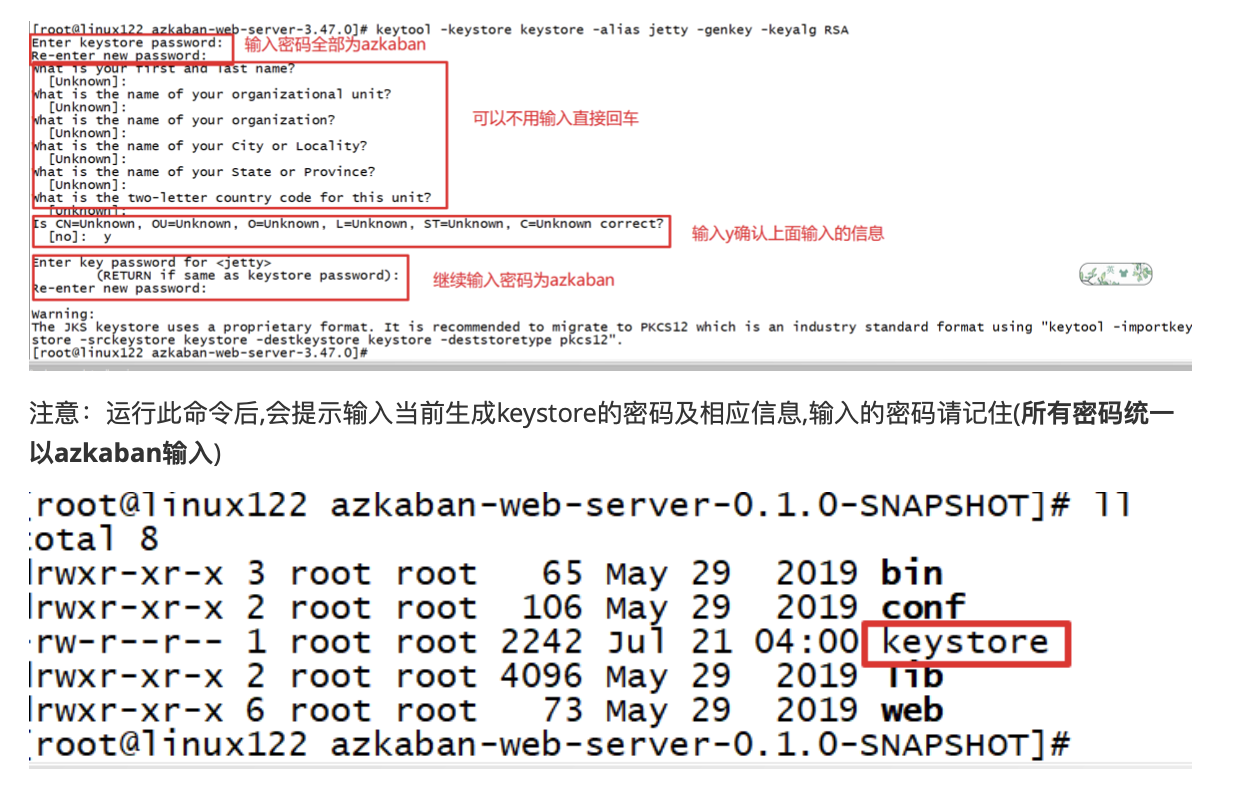 [root@linux122 azkaban-web-server-3.47.0]# keytool -keystore keystore -alias jetty -genkey -keyalg RSA
Enter keystore password: 输入密码全部为azkaban
Re-enter new password:
What is your first and last name?
[Unknown]:
What is the name of your organizational unit?
[Unknown]:
What is the name of your organization? 可以不用输入直接回车
[Unknown]:
What is the name of your City or Locality?
[Unknown]:
What is the name of your State or Province?
[Unknown]:
What is the two-letter country code for this unit?
[Unknown]:
Is CN=Unknown, OU=Unknown, O=Unknown, L=Unknown, ST=Unknown, C=Unknown correct?
[no]: y 输入y确认上面输入的信息
Enter key password for <jetty>
(RETURN if same as keystore password): 继续输入密码为azkaban
Re-enter new password:
英
Warning:
The JKS keystore uses a proprietary format. It is recommended to migrate to PKCS12 which is an industry standard format using "keytool -importkey
store -srckeystore keystore -destkeystore keystore -deststoretype pkcs12".
[root@linux122 azkaban-web-server-3.47.0]#
注意：运行此命令后,会提示输入当前生成keystore的密码及相应信息,输入的密码请记住(所有密码统一
以azkaban输入)
[root@linux122 azkaban-web-server-0.1.0-SNAPSHOT]# ll
total 8
drwxr-xr-x 3 root root 65 May 29 2019 bin
drwxr-xr-x 2 root root 106 May 29 2019 conf
-rw-r--r-- 1 root root 2242 Jul 21 04:00 keystore
drwxr-xr-x 2 root root 4096 May 29 2019 lib
drwxr-xr-x 6 root root 73 May 29 2019 web
[root@linux122 azkaban-web-server-0.1.0-SNAPSHOT]#